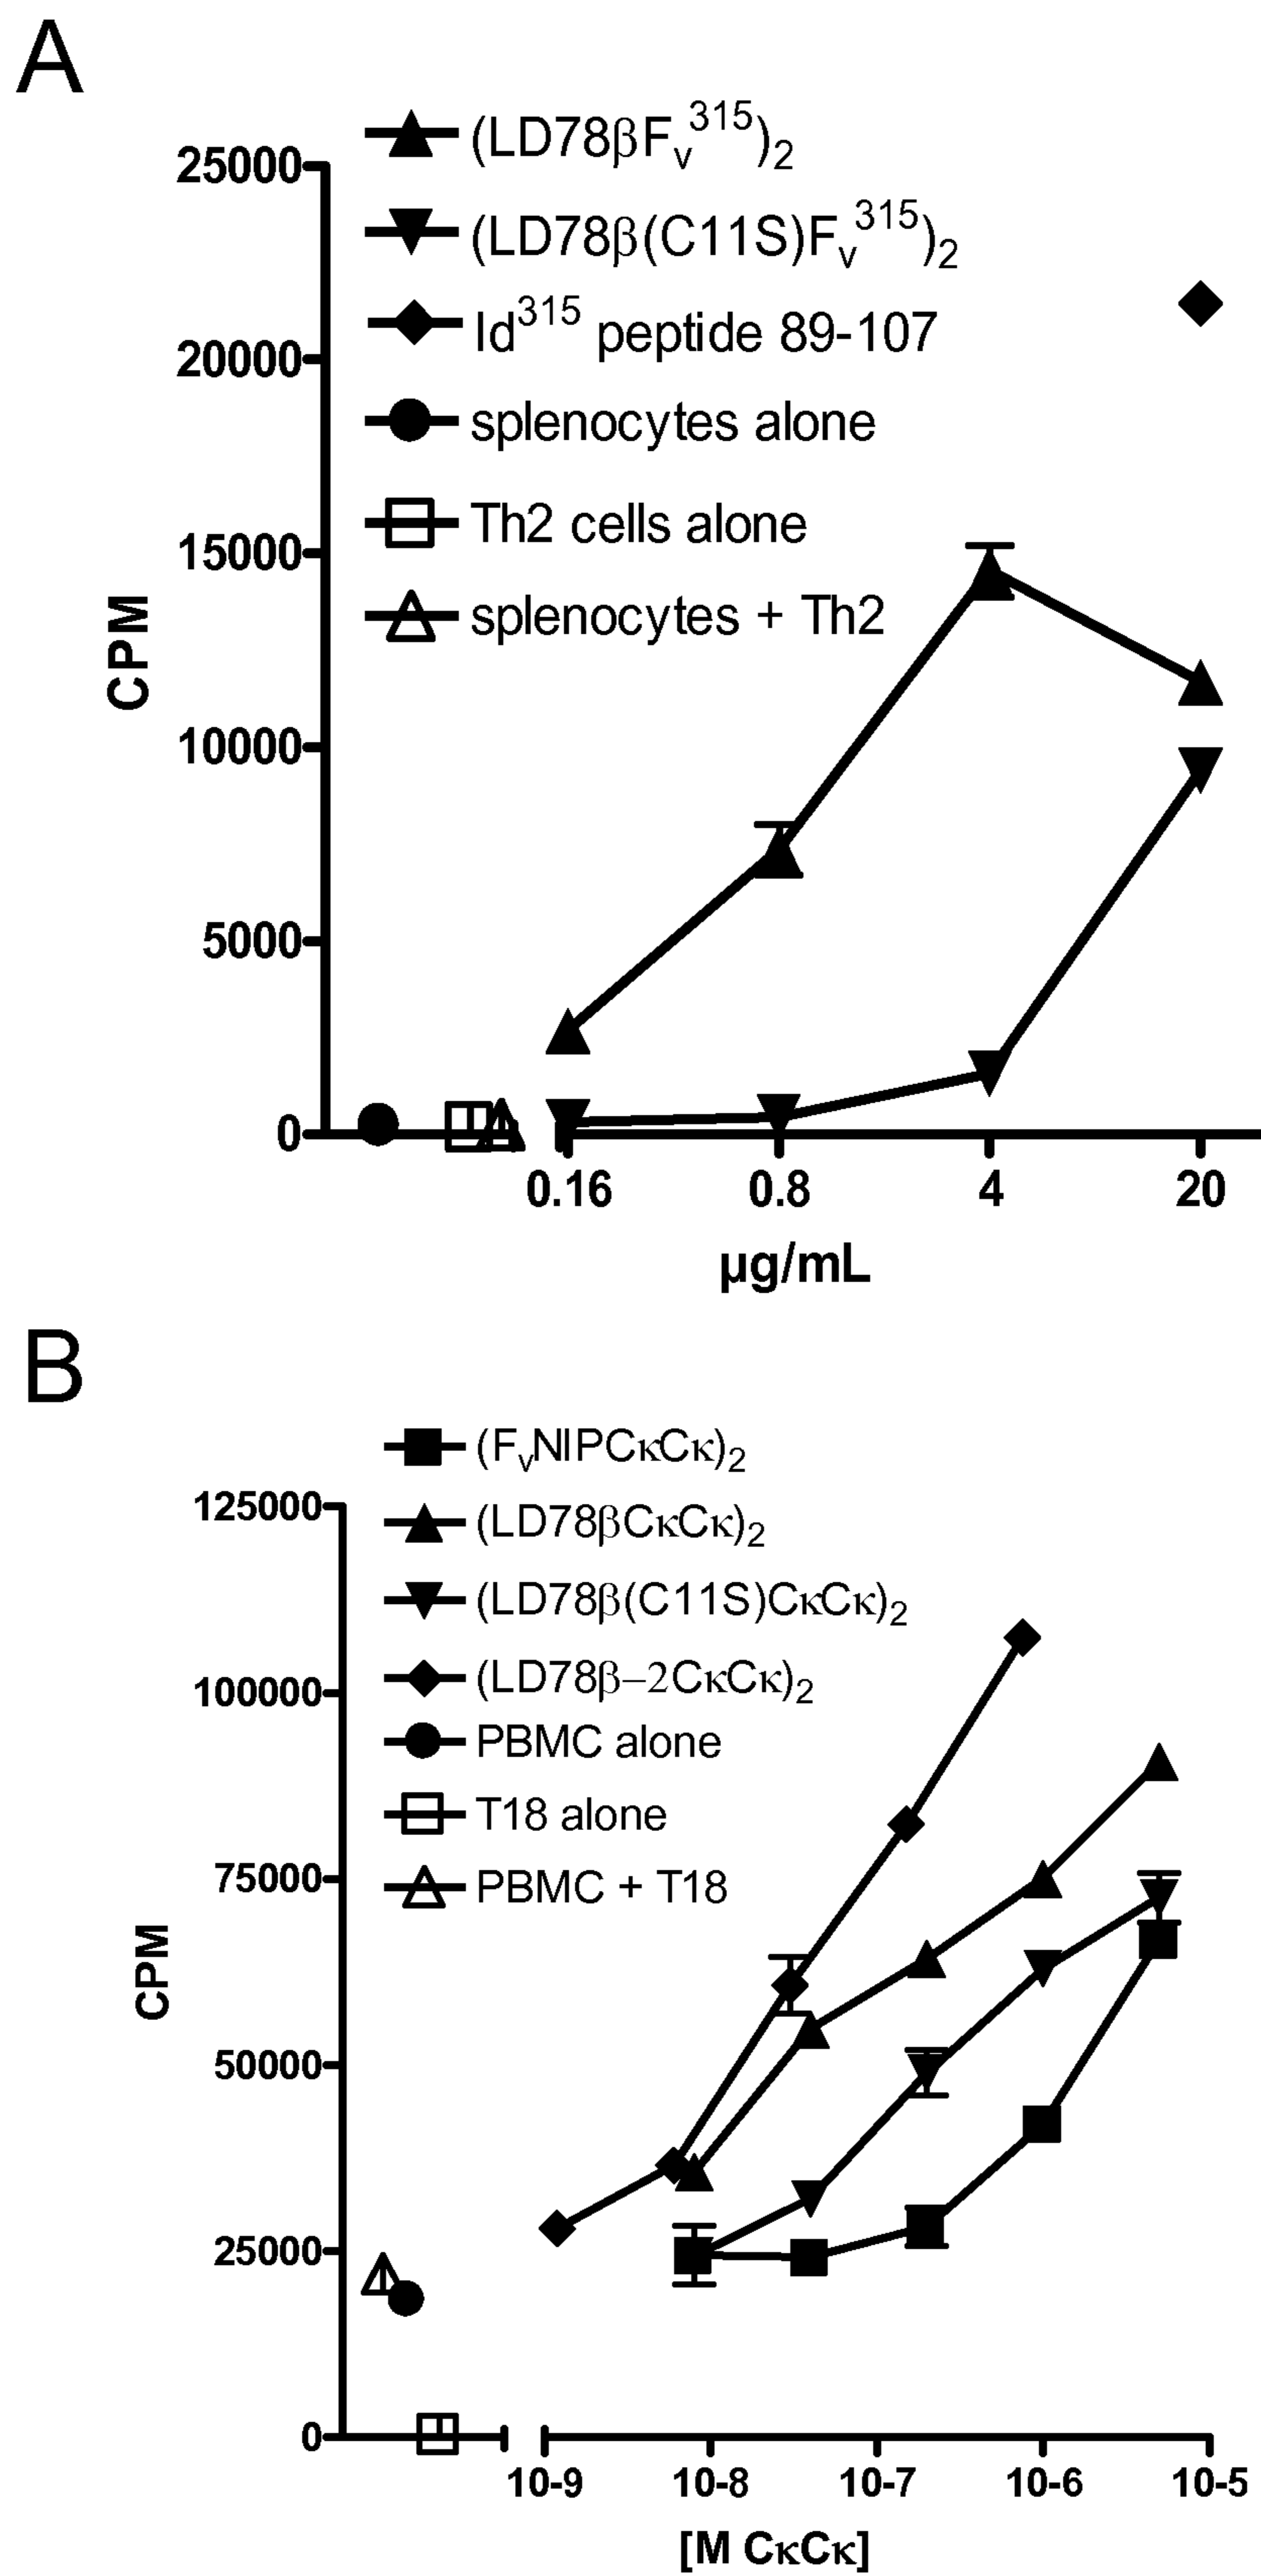 A
(LD78βFv315)2
(LD78β(C11S)Fv315)2
Id315 peptide 89-107
splenocytes alone
Th2 cells alone
splenocytes + Th2
25000
20000
15000
10000
5000
0
CPM
0.16 0.8 4 20
µg/mL
B
(FvNIPCκCκ)2
(LD78βCκCκ)2
(LD78β(C11S)CκCκ)2
(LD78β−2CκCκ)2
PBMC alone
T18 alone
PBMC + T18
125000
100000
75000
50000
25000
0
CPM
10-9 10-8 10-7 10-6 10-5
[M CκCκ]